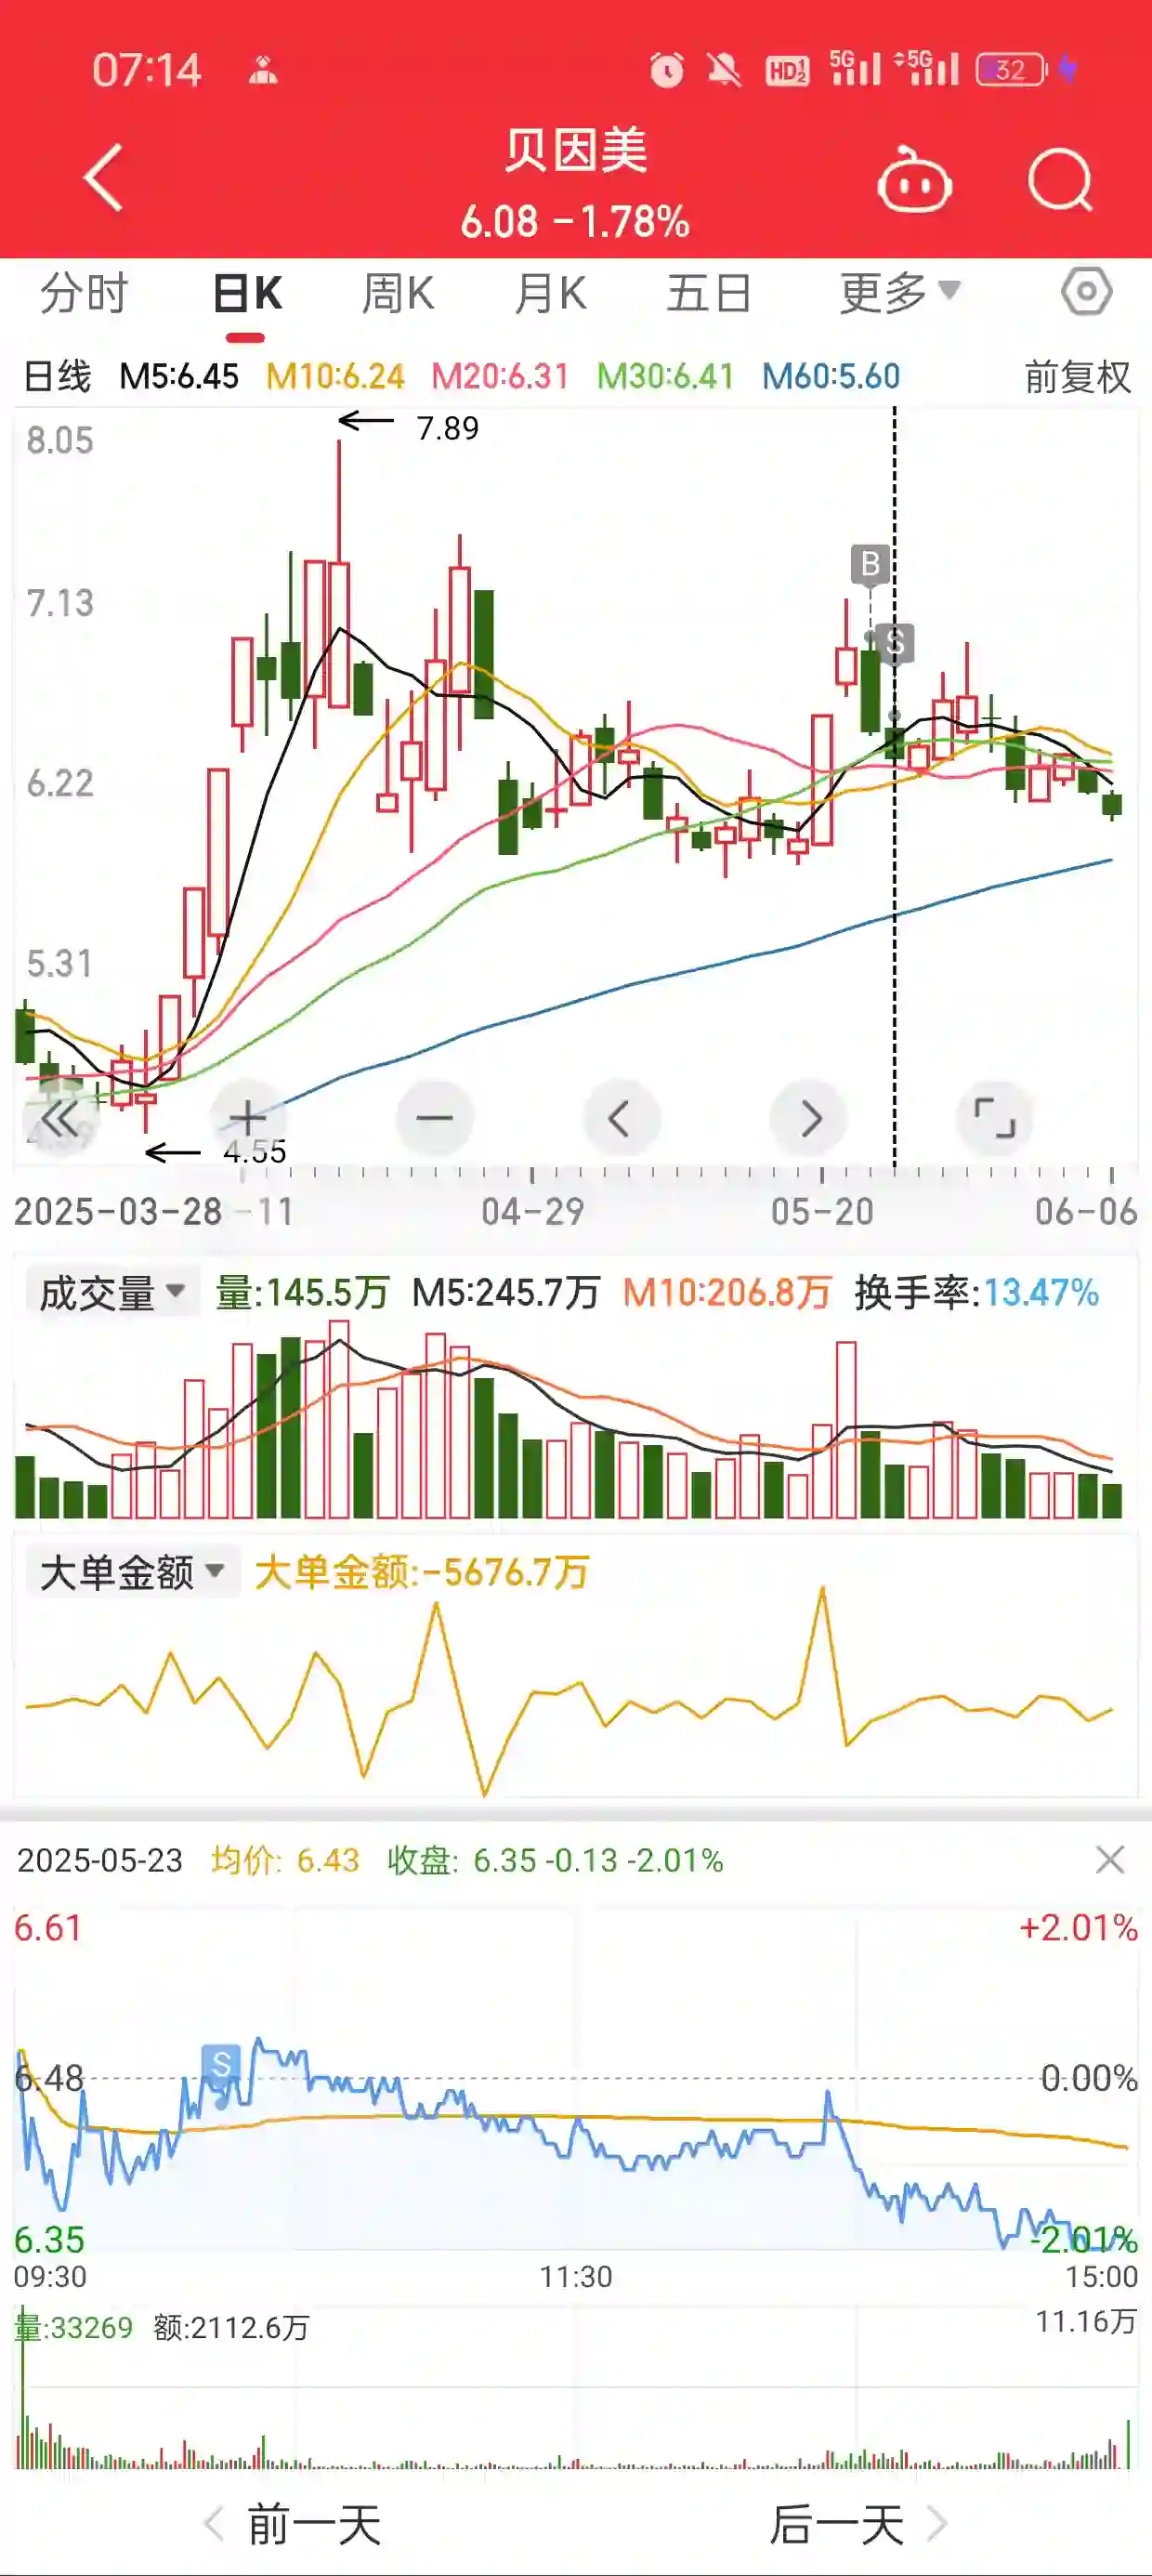 07:14 HD 1 2 5G 5G 32
贝因美
6.08 -1.78%
分时 日K 周K 月K 五日 更多
日线 M5:6.45 M10:6.24 M20:6.31 M30:6.41 M60:5.60 前复权
7.89
8.05
B
7.13
S
6.22
5.31
4.55
2025-03-28 -11 04-29 05-20 06-06
成交量 量:145.5万 M5:245.7万 M10:206.8万 换手率:13.47%
大单金额 大单金额:-5676.7万
2025-05-23 均价: 6.43 收盘: 6.35 -0.13 -2.01%
6.61 +2.01%
S
6.48 0.00%
6.35 -2.01%
09:30 11:30 15:00
量:33269 额:2112.6万 11.16万
前一天 后一天